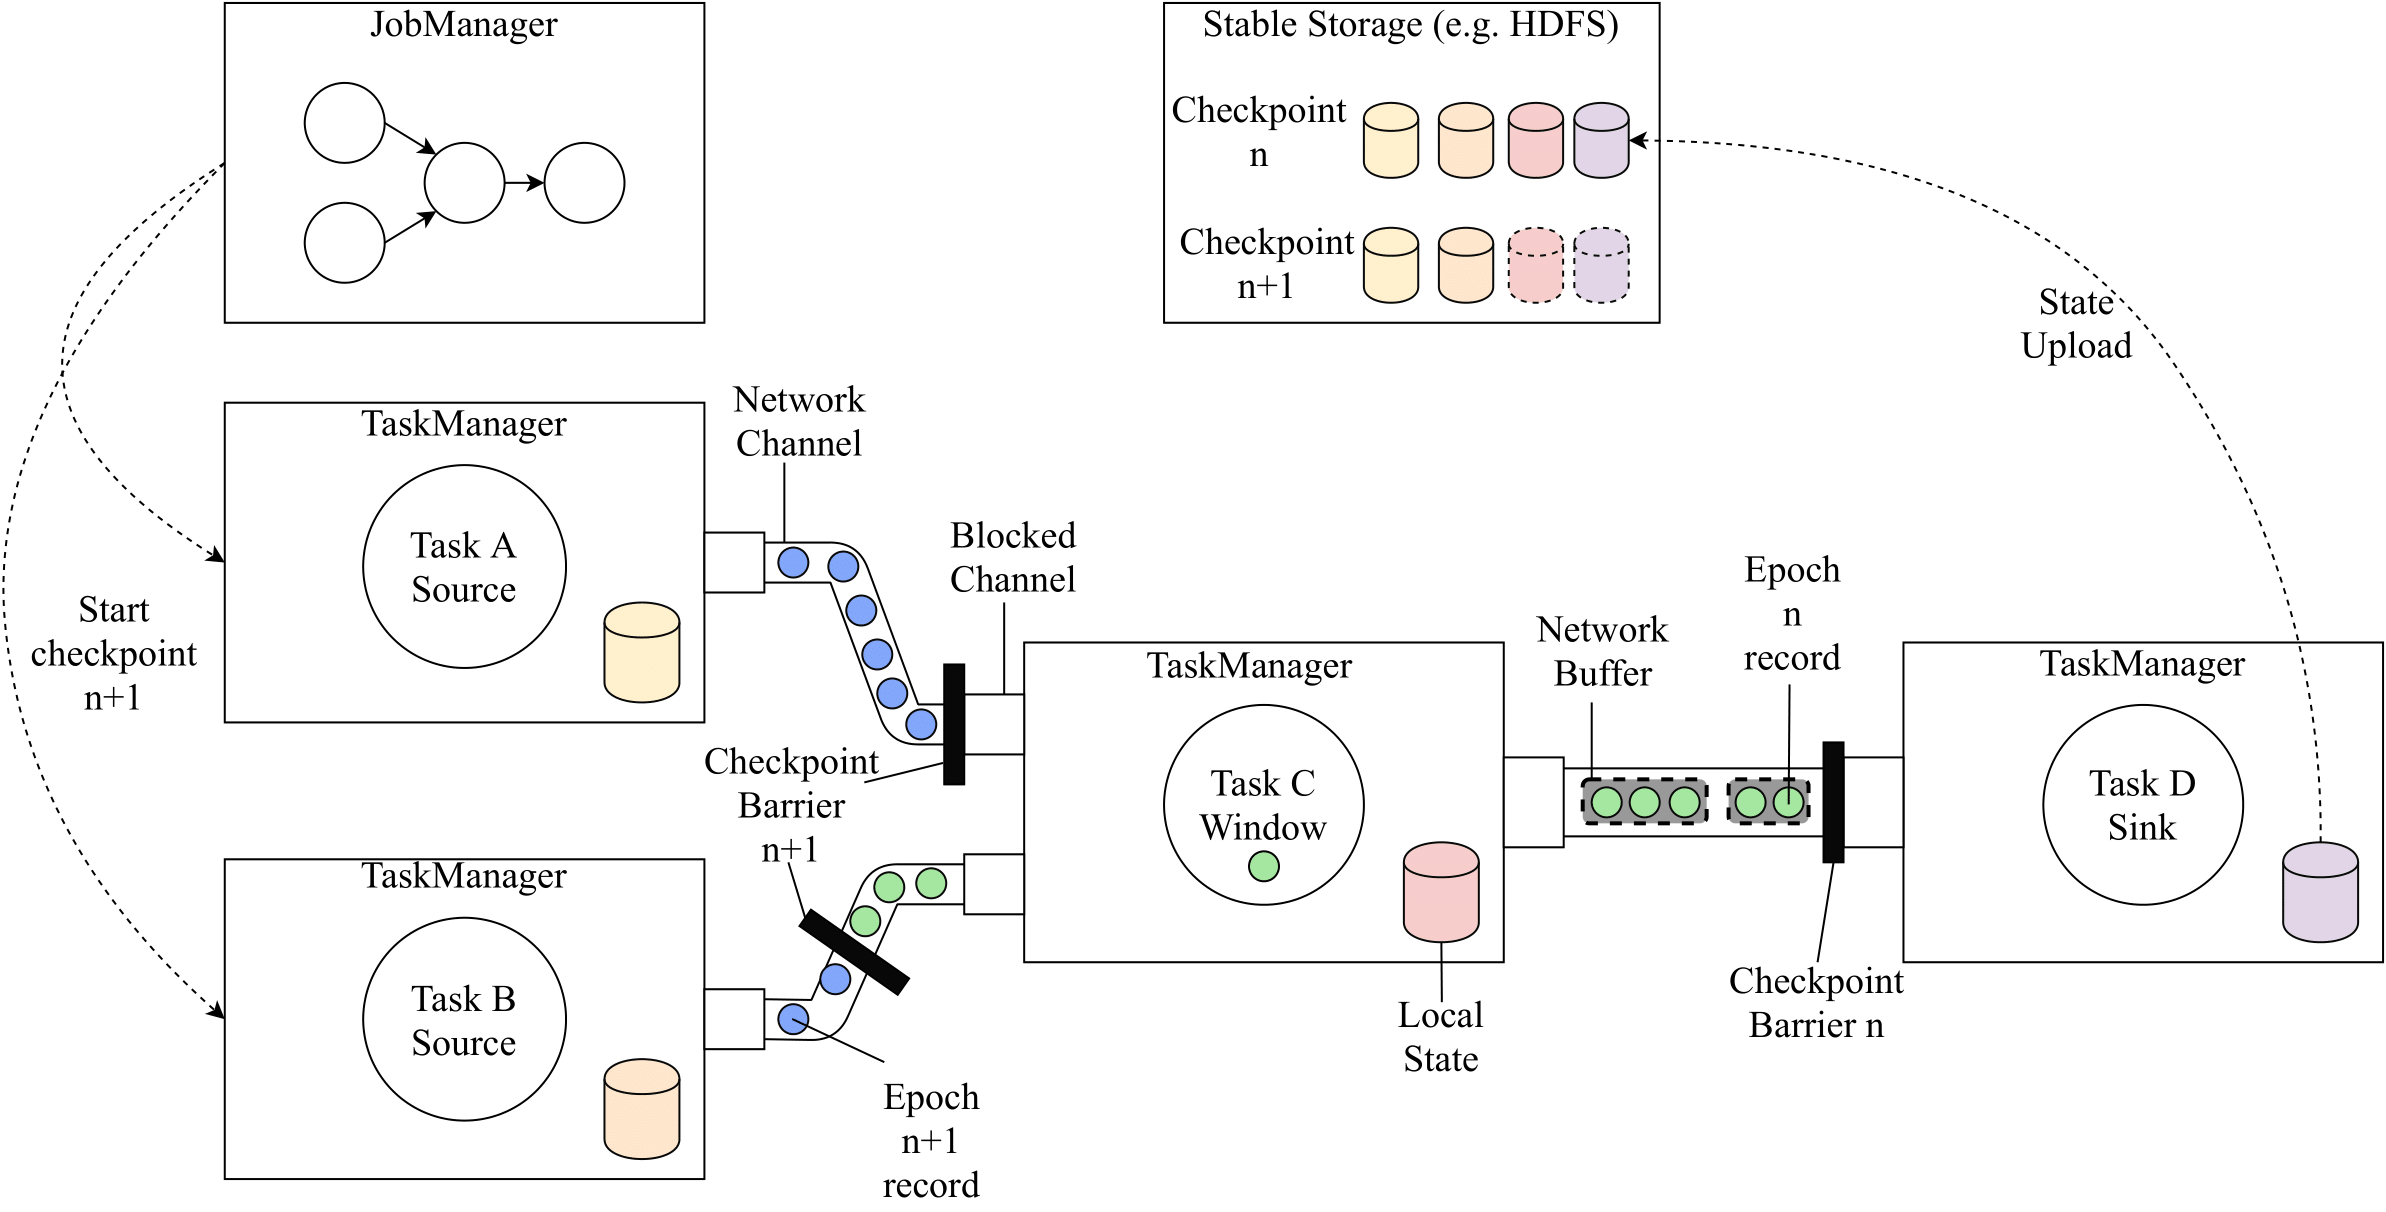 JobManager
Stable Storage (e.g. HDFS)
Checkpoint
n
Checkpoint
n+1
State
Upload
Start
checkpoint
n+1
TaskManager
Task A
Source
Network
Channel
Blocked
Channel
Checkpoint
Barrier
n+1
TaskManager
Task B
Source
Epoch
n+1
record
TaskManager
Task C
Window
Local
State
Network
Buffer
Epoch
n
record
Checkpoint
Barrier n
TaskManager
Task D
Sink